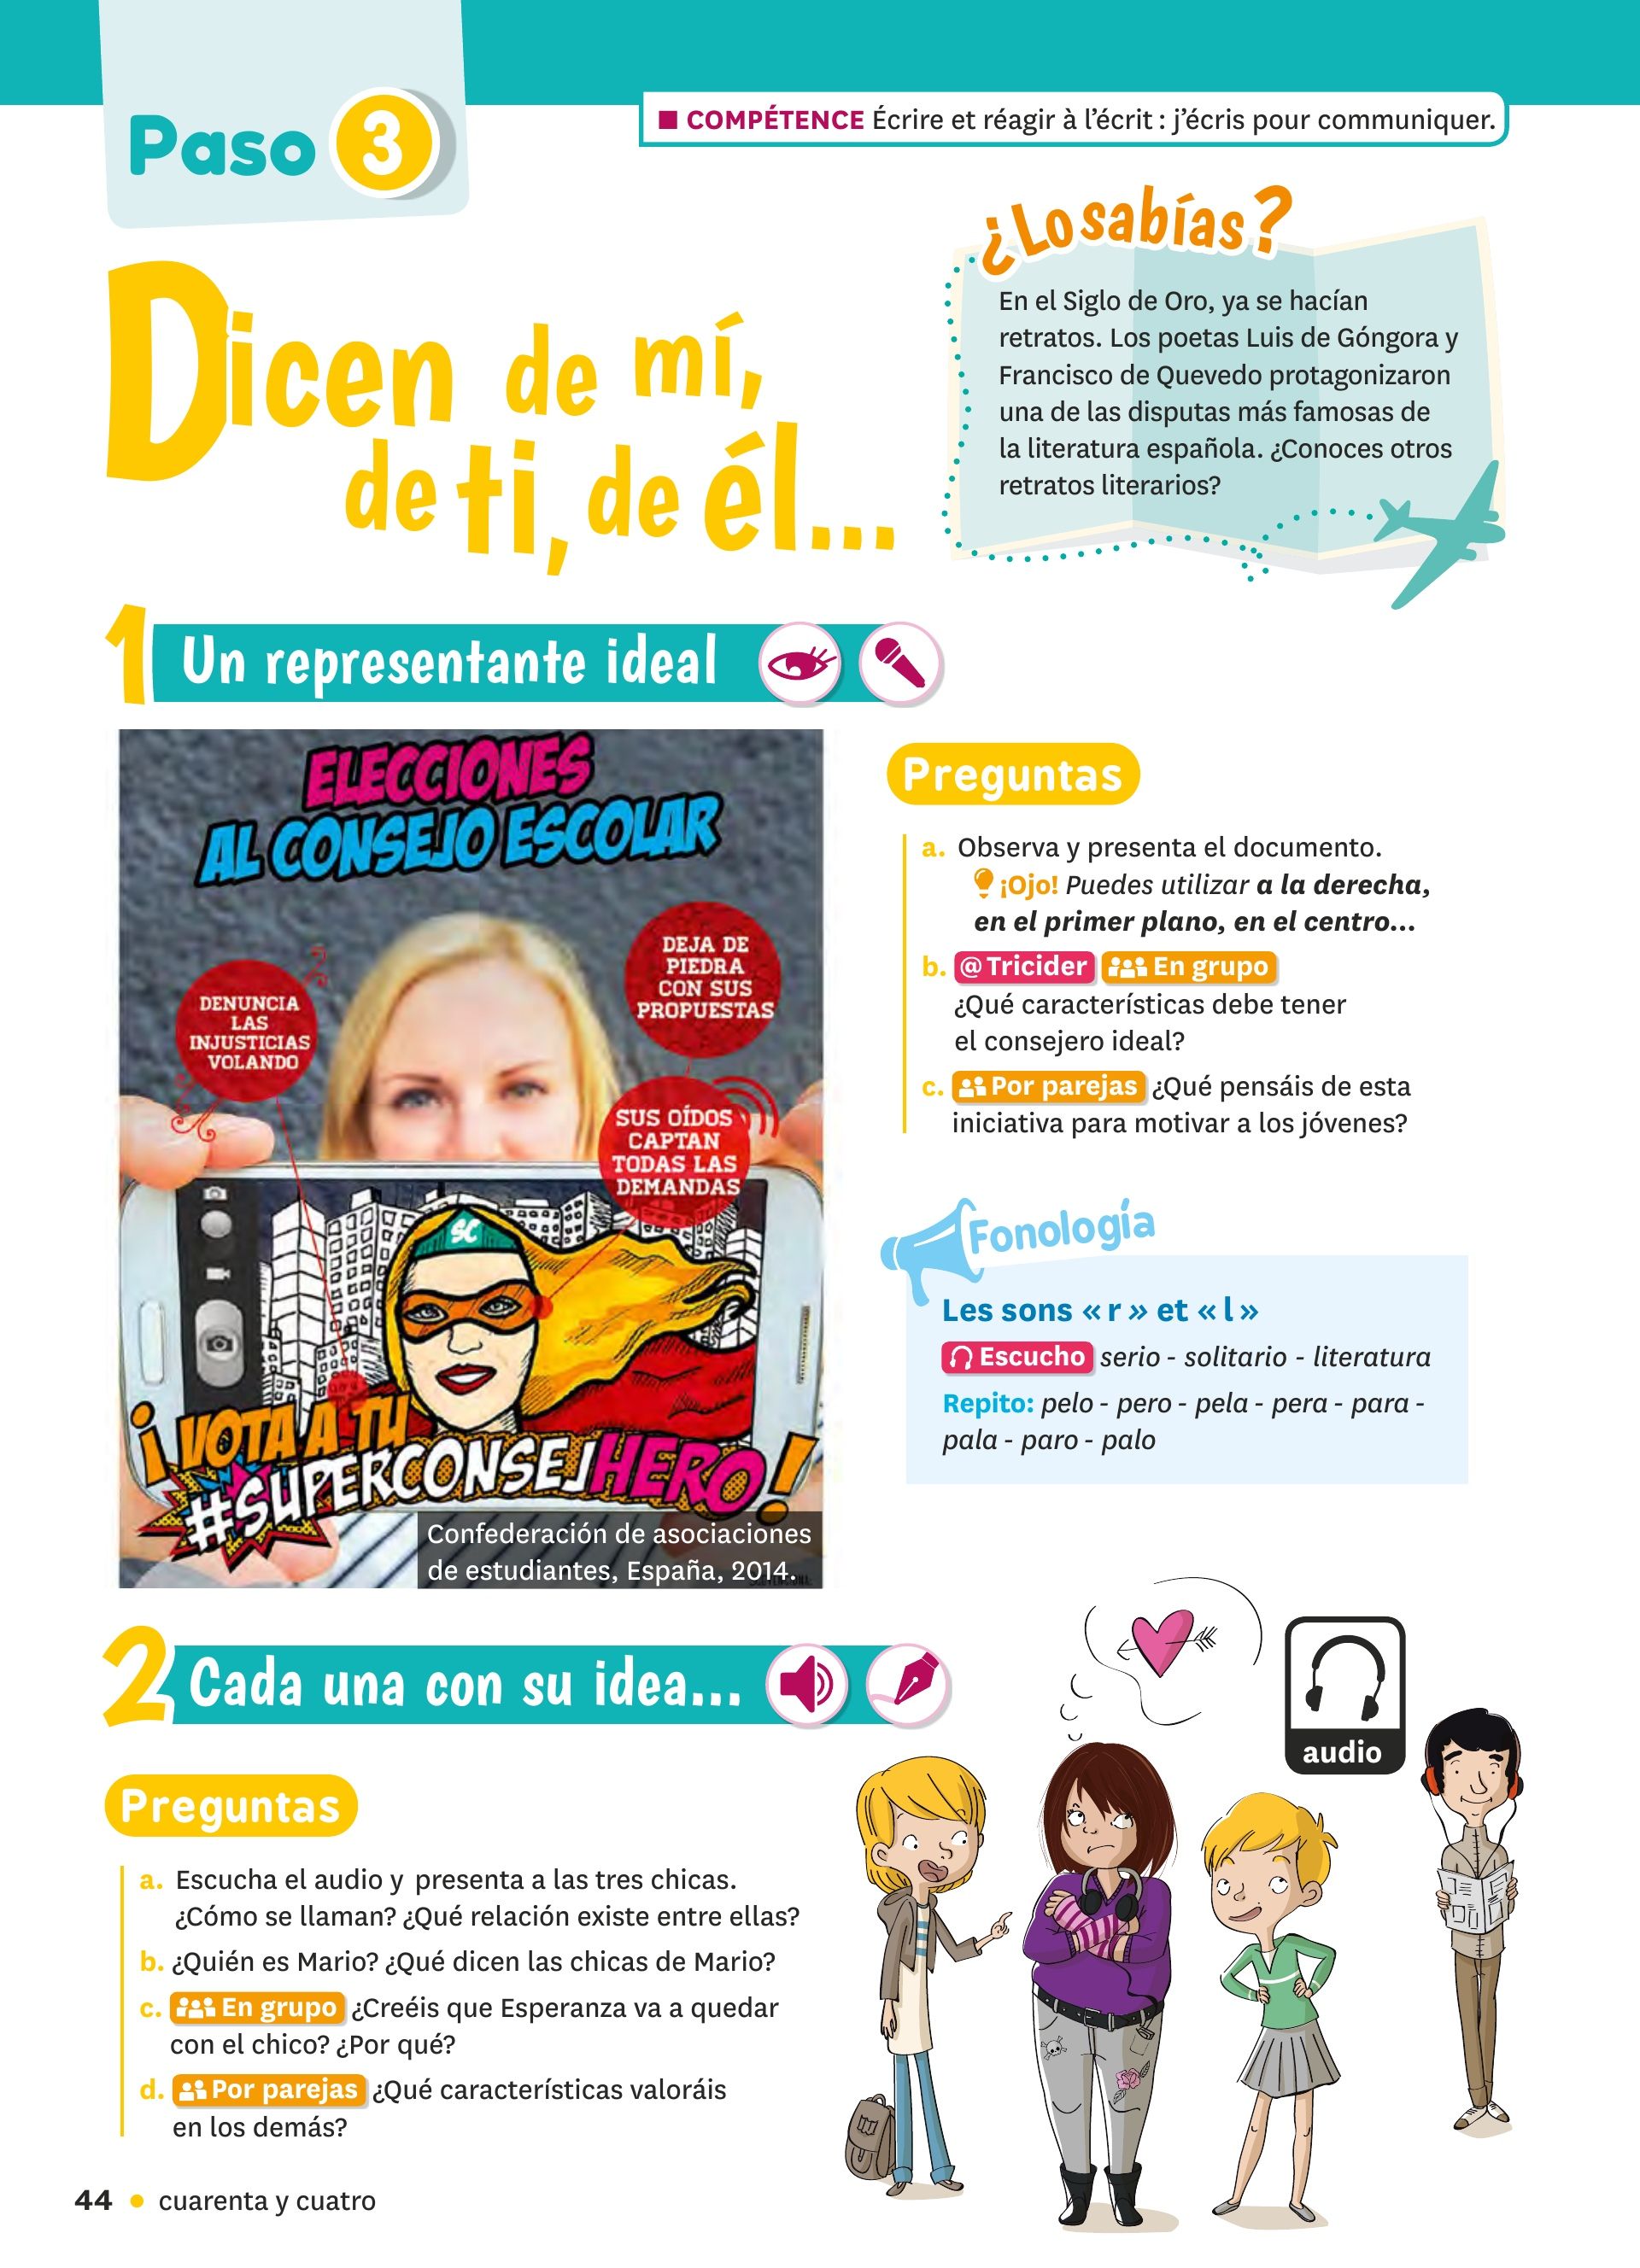 Paso 3
■ COMPÉTENCE Écrire et réagir à l'écrit : j'écris pour communiquer.
¿Lo sabías?
En el Siglo de Oro, ya se hacían
retratos. Los poetas Luis de Góngora y
Francisco de Quevedo protagonizaron
una de las disputas más famosas de
la literatura española. ¿Conoces otros
retratos literarios?
Dicen de mí,
de ti, de él...
1 Un representante ideal
ELECCIONES
AL CONSEJO ESCOLAR
DENUNCIA
LAS
INJUSTICIAS
VOLANDO
DEJA DE
PIEDRA
CON SUS
PROPUESTAS
SUS OÍDOS
CAPTAN
TODAS LAS
DEMANDAS
SC
¡VOTA A TU
#SUPERCONSEJHERO!
Confederación de asociaciones
de estudiantes, España, 2014.
Preguntas
a. Observa y presenta el documento.
¡Ojo! Puedes utilizar a la derecha,
en el primer plano, en el centro...
b. @ Tricider En grupo
¿Qué características debe tener
el consejero ideal?
c. Por parejas ¿Qué pensáis de esta
iniciativa para motivar a los jóvenes?
Fonología
Les sons « r » et « l »
Escucho serio - solitario - literatura
Repito: pelo - pero - pela - pera - para -
pala - paro - palo
2 Cada una con su idea...
audio
Preguntas
a. Escucha el audio y presenta a las tres chicas.
¿Cómo se llaman? ¿Qué relación existe entre ellas?
b. ¿Quién es Mario? ¿Qué dicen las chicas de Mario?
c. En grupo ¿Creéis que Esperanza va a quedar
con el chico? ¿Por qué?
d. Por parejas ¿Qué características valoráis
en los demás?
44 • cuarenta y cuatro